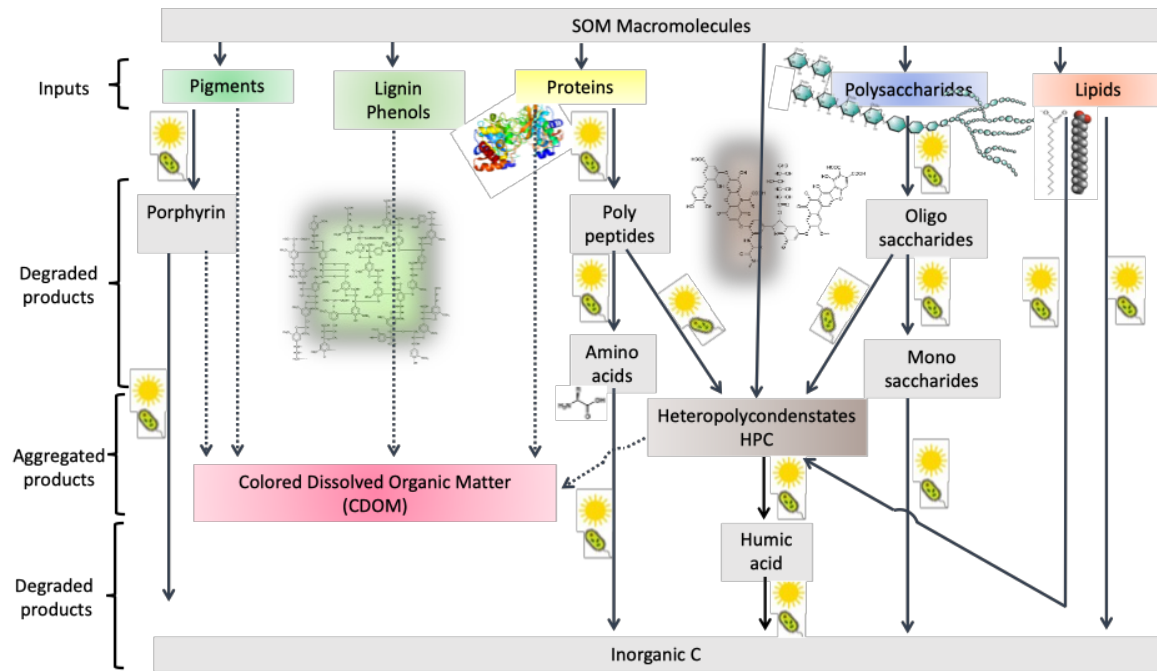 SOM Macromolecules
Inputs
Pigments
Lignin
Phenols
Proteins
Polysaccharides
Lipids
Degraded
products
Porphyrin
Poly
peptides
Oligo
saccharides
Amino
acids
Mono
saccharides
Aggregated
products
Heteropolycondenstates
HPC
Colored Dissolved Organic Matter
(CDOM)
Degraded
products
Humic
acid
Inorganic C